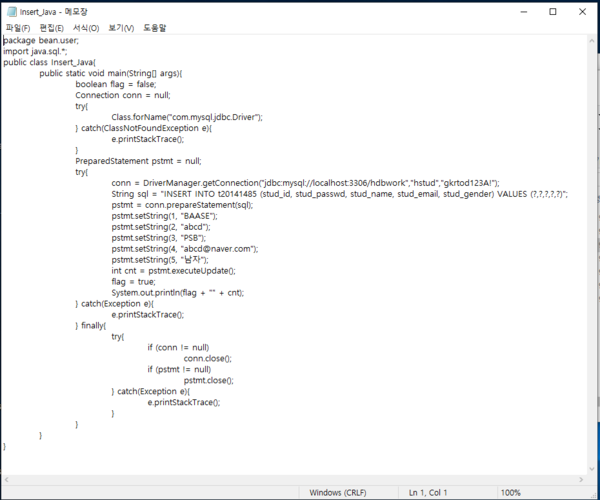 Insert_Java - 메모장
파일(F) 편집(E) 서식(O) 보기(V) 도움말
package bean.user;
import java.sql.*;
public class Insert_Java{
public static void main(String[] args){
boolean flag = false;
Connection conn = null;
try{
Class.forName("com.mysql.jdbc.Driver");
} catch(ClassNotFoundException e){
e.printStackTrace();
}
PreparedStatement pstmt = null;
try{
conn = DriverManager.getConnection("jdbc:mysql://localhost:3306/hdbwork","hstud","gkrtod123A!");
String sql = "INSERT INTO t20141485 (stud_id, stud_passwd, stud_name, stud_email, stud_gender) VALUES (?,?,?,?,?)";
pstmt = conn.prepareStatement(sql);
pstmt.setString(1, "BAASE");
pstmt.setString(2, "abcd");
pstmt.setString(3, "PSB");
pstmt.setString(4, "abcd@naver.com");
pstmt.setString(5, "남자");
int cnt = pstmt.executeUpdate();
flag = true;
System.out.println(flag + "" + cnt);
} catch(Exception e){
e.printStackTrace();
} finally{
try{
if (conn != null)
conn.close();
if (pstmt != null)
pstmt.close();
} catch(Exception e){
e.printStackTrace();
}
}
}
}
Windows (CRLF) Ln 1, Col 1 100%